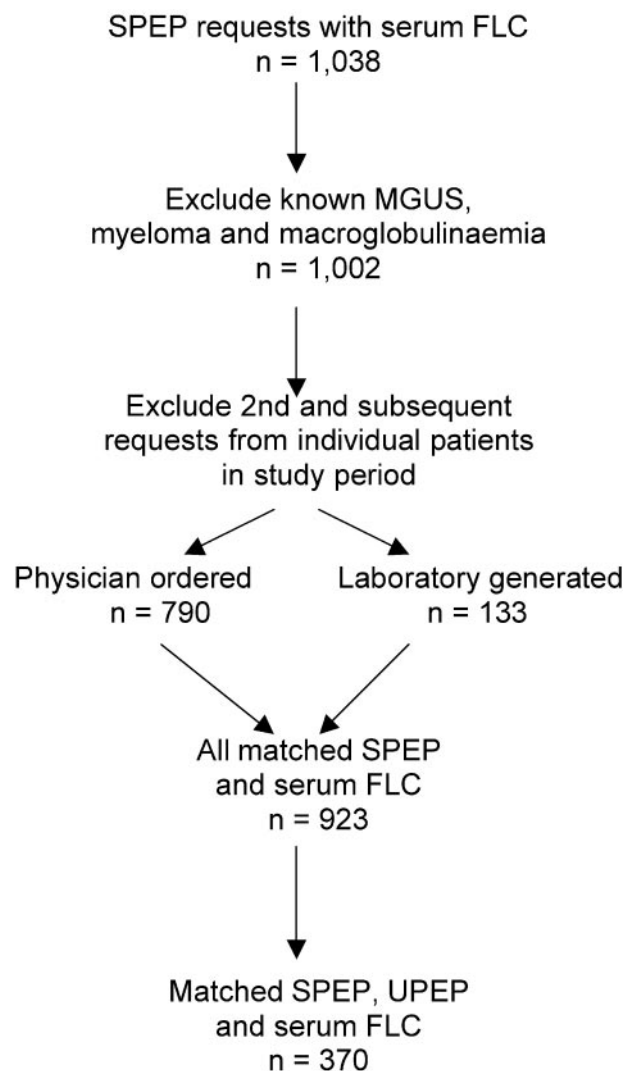 SPEP requests with serum FLC
n = 1,038
Exclude known MGUS,
myeloma and macroglobulinaemia
n = 1,002
Exclude 2nd and subsequent
requests from individual patients
in study period
Physician ordered
n = 790
Laboratory generated
n = 133
All matched SPEP
and serum FLC
n = 923
Matched SPEP, UPEP
and serum FLC
n = 370